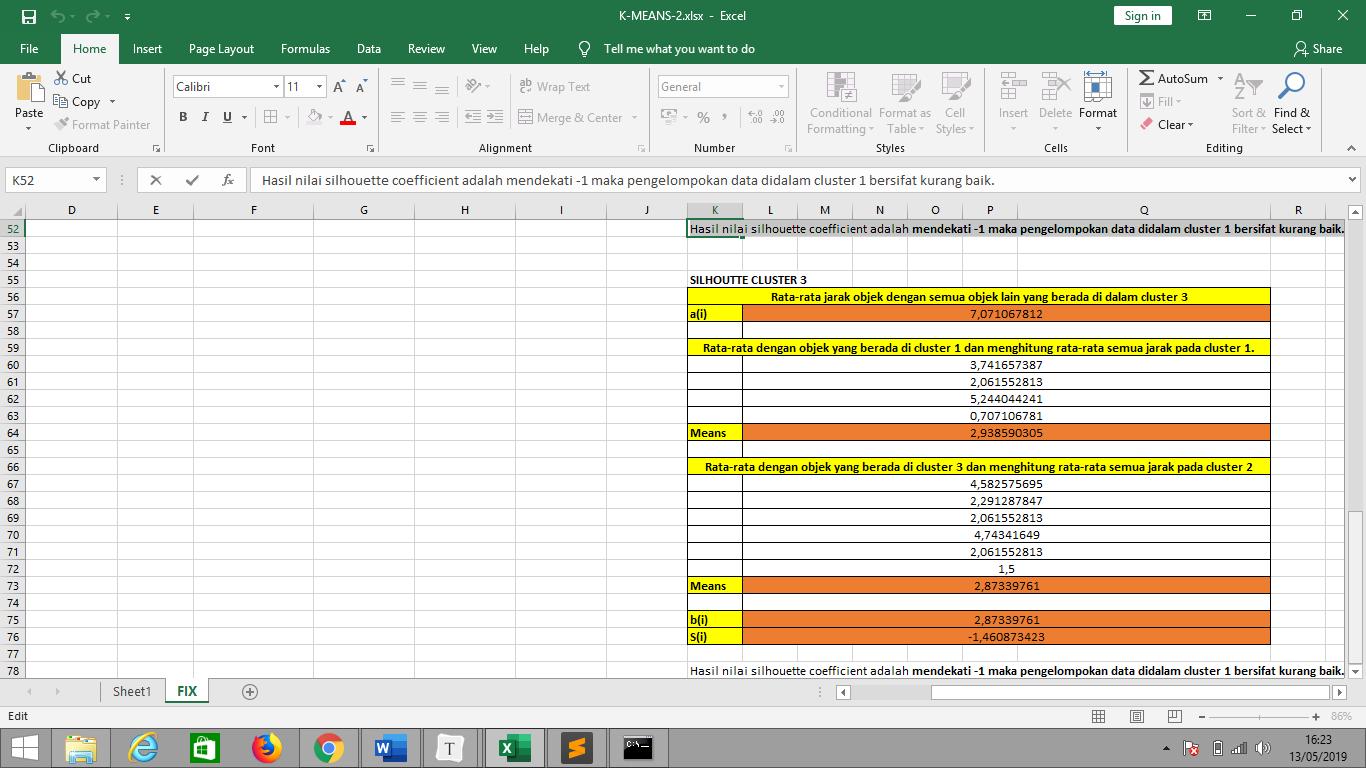 K-MEANS-2.xlsx - Excel
Sign in
File Home Insert Page Layout Formulas Data Review View Help Tell me what you want to do Share
Paste
Cut
Copy
Format Painter
Clipboard
Calibri 11 A A
B I U A
Font
ab Wrap Text
Merge & Center
Alignment
General
% ,
Number
Conditional Formatting
Format as Table
Cell Styles
Styles
Insert Delete Format
Cells
AutoSum
Fill
Clear
Sort & Filter
Find & Select
Editing
K52 fx Hasil nilai silhouette coefficient adalah mendekati -1 maka pengelompokan data didalam cluster 1 bersifat kurang baik.
D E F G H I J K L M N O P Q R
52 Hasil nilai silhouette coefficient adalah mendekati -1 maka pengelompokan data didalam cluster 1 bersifat kurang baik.
53
54
55 SILHOUTTE CLUSTER 3
56 Rata-rata jarak objek dengan semua objek lain yang berada di dalam cluster 3
57 a(i) 7,071067812
58
59 Rata-rata dengan objek yang berada di cluster 1 dan menghitung rata-rata semua jarak pada cluster 1.
60 3,741657387
61 2,061552813
62 5,244044241
63 0,707106781
64 Means 2,938590305
65
66 Rata-rata dengan objek yang berada di cluster 3 dan menghitung rata-rata semua jarak pada cluster 2
67 4,582575695
68 2,291287847
69 2,061552813
70 4,74341649
71 2,061552813
72 1,5
73 Means 2,87339761
74
75 b(i) 2,87339761
76 S(i) -1,460873423
77
78 Hasil nilai silhouette coefficient adalah mendekati -1 maka pengelompokan data didalam cluster 1 bersifat kurang baik.
Sheet1 FIX
Edit
86%
16:23
13/05/2019